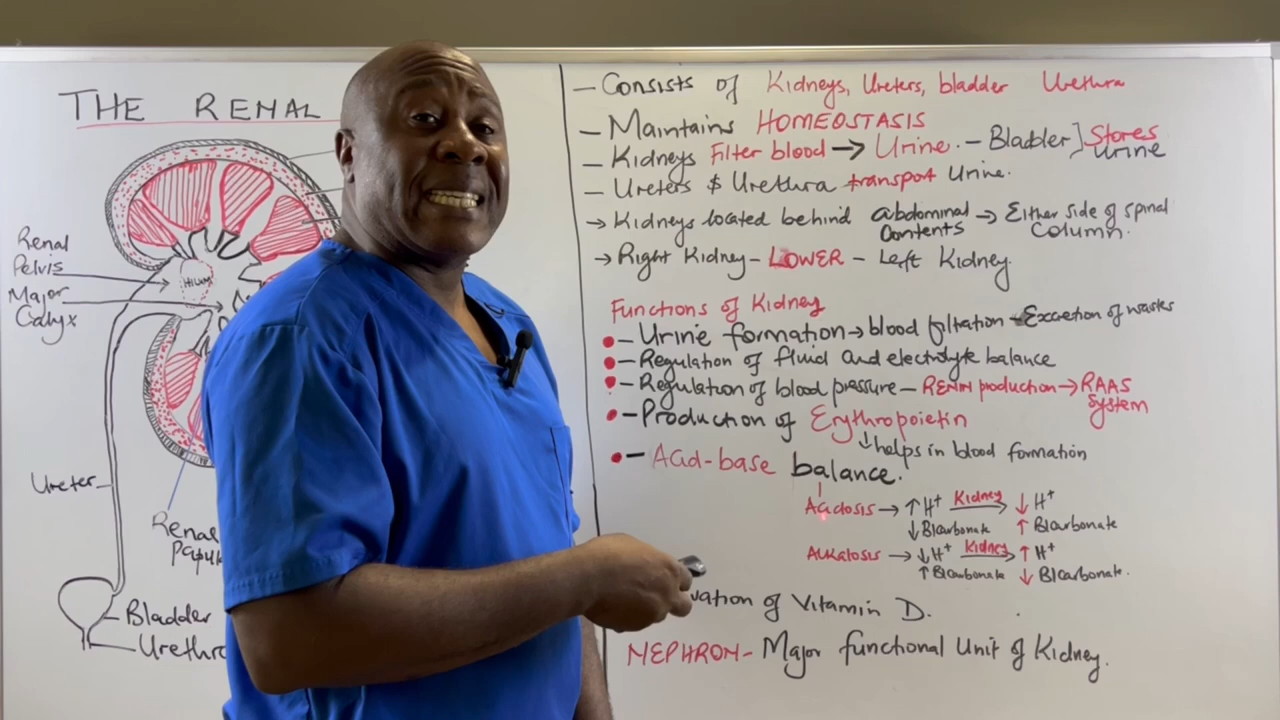 THE RENAL
Renal
Pelvis
Major
Calyx
HILUM
Ureter
Renal
Papul
Bladder
Urethr
- Consists of Kidneys, Ureters, bladder Urethra
- Maintains HOMEOSTASIS
- Kidneys Filter blood → Urine. - Bladder] Stores
urine
- Ureters & Urethra transport Urine.
→ Kidneys located behind abdominal contents → Either side of spinal
column.
→ Right Kidney - LOWER - Left Kidney.
Functions of Kidney
- Urine formation → blood filtration - Excretion of wastes
- Regulation of fluid and electrolyte balance
- Regulation of blood pressure - RENIN production → RAAS
system
- Production of Erythropoietin
↳ helps in blood formation
- Acid-base balance.
Acidosis → ↑ H+ Kidney → ↓ H+
↓ Bicarbonate ↑ Bicarbonate
Alkalosis → ↓ H+ Kidney → ↑ H+
↑ Bicarbonate ↓ Bicarbonate.
vation of Vitamin D.
NEPHRON - Major functional Unit of Kidney.